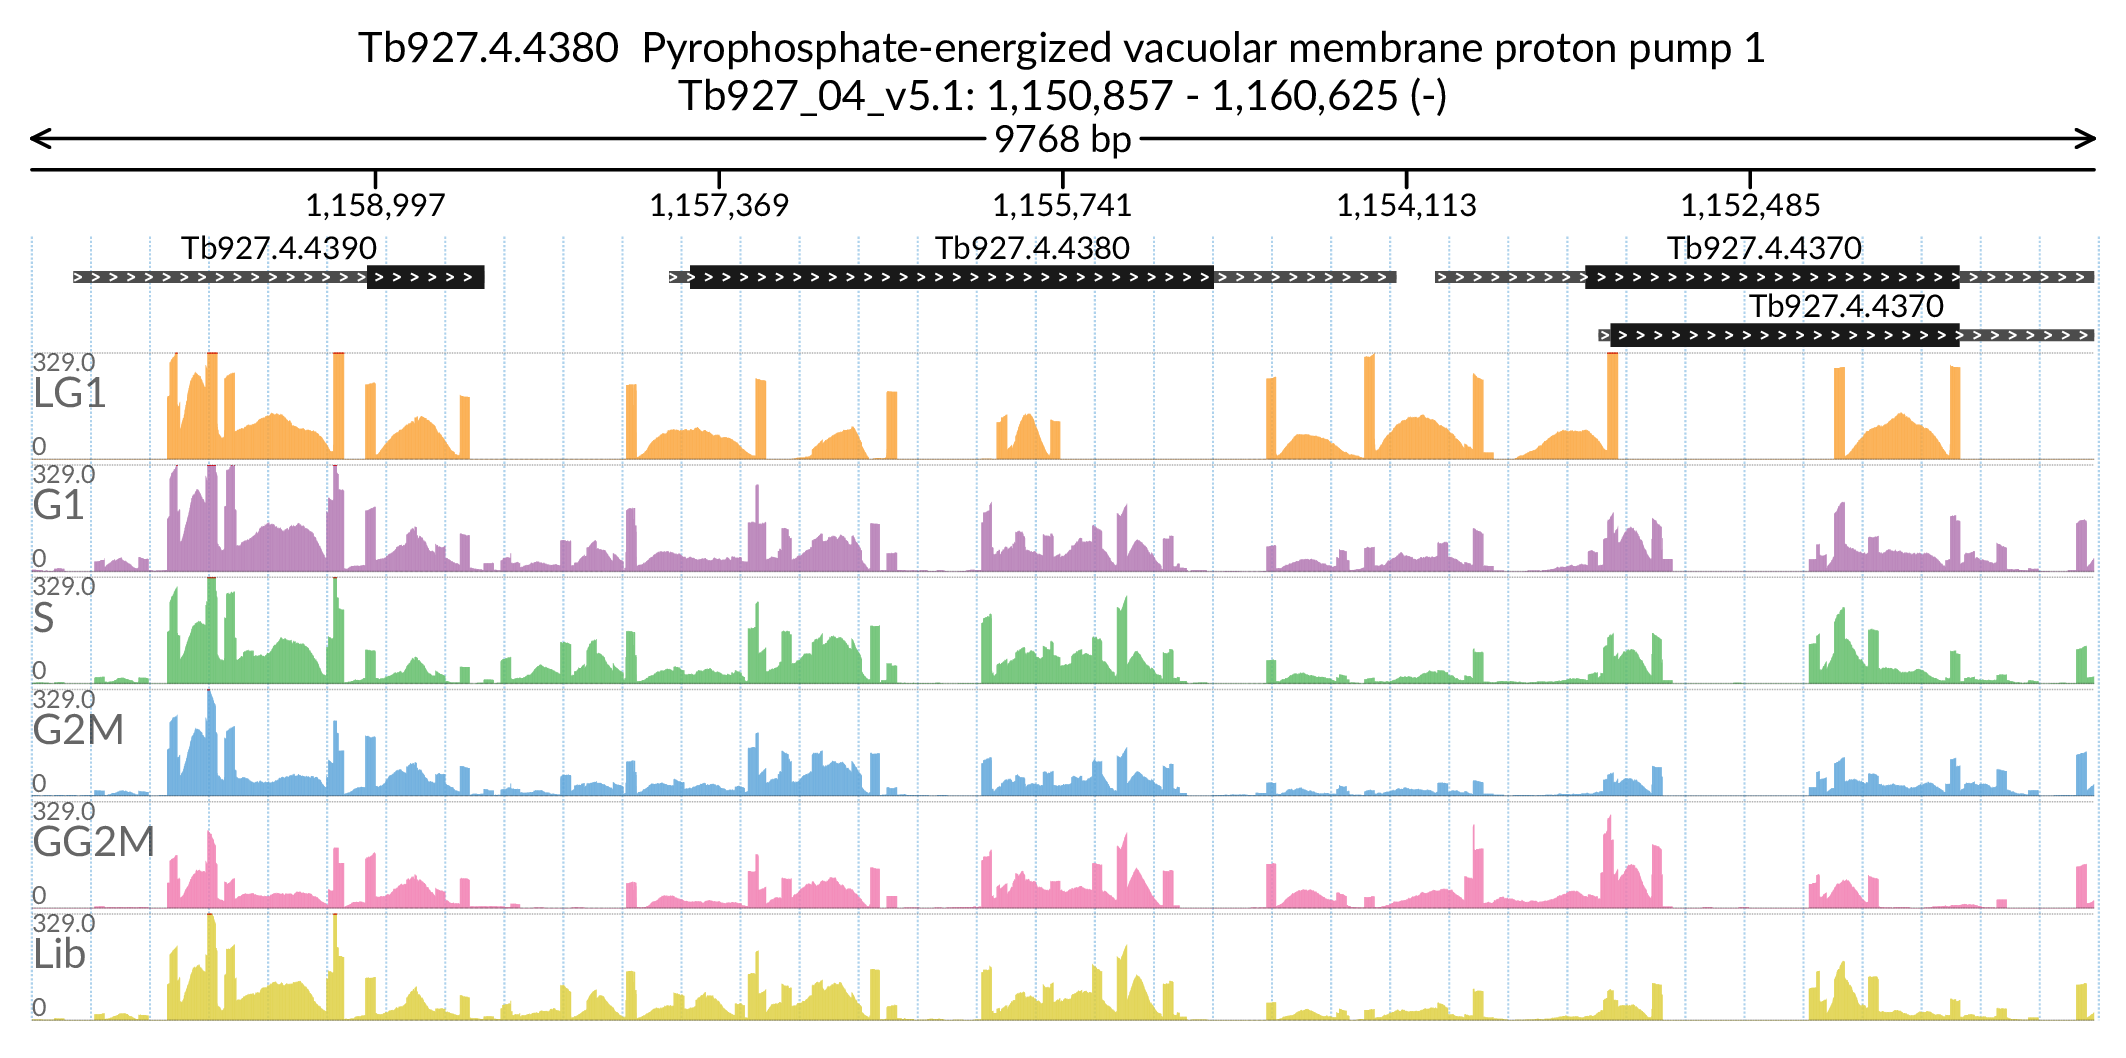 Tb927.4.4380  Pyrophosphate-energized vacuolar membrane proton pump 1
Tb927_04_v5.1: 1,150,857 - 1,160,625 (-)
9768 bp
1,158,997 1,157,369 1,155,741 1,154,113 1,152,485
Tb927.4.4390 Tb927.4.4380 Tb927.4.4370
Tb927.4.4370
329.0
LG1
0
329.0
G1
0
329.0
S
0
329.0
G2M
0
329.0
GG2M
0
329.0
Lib
0